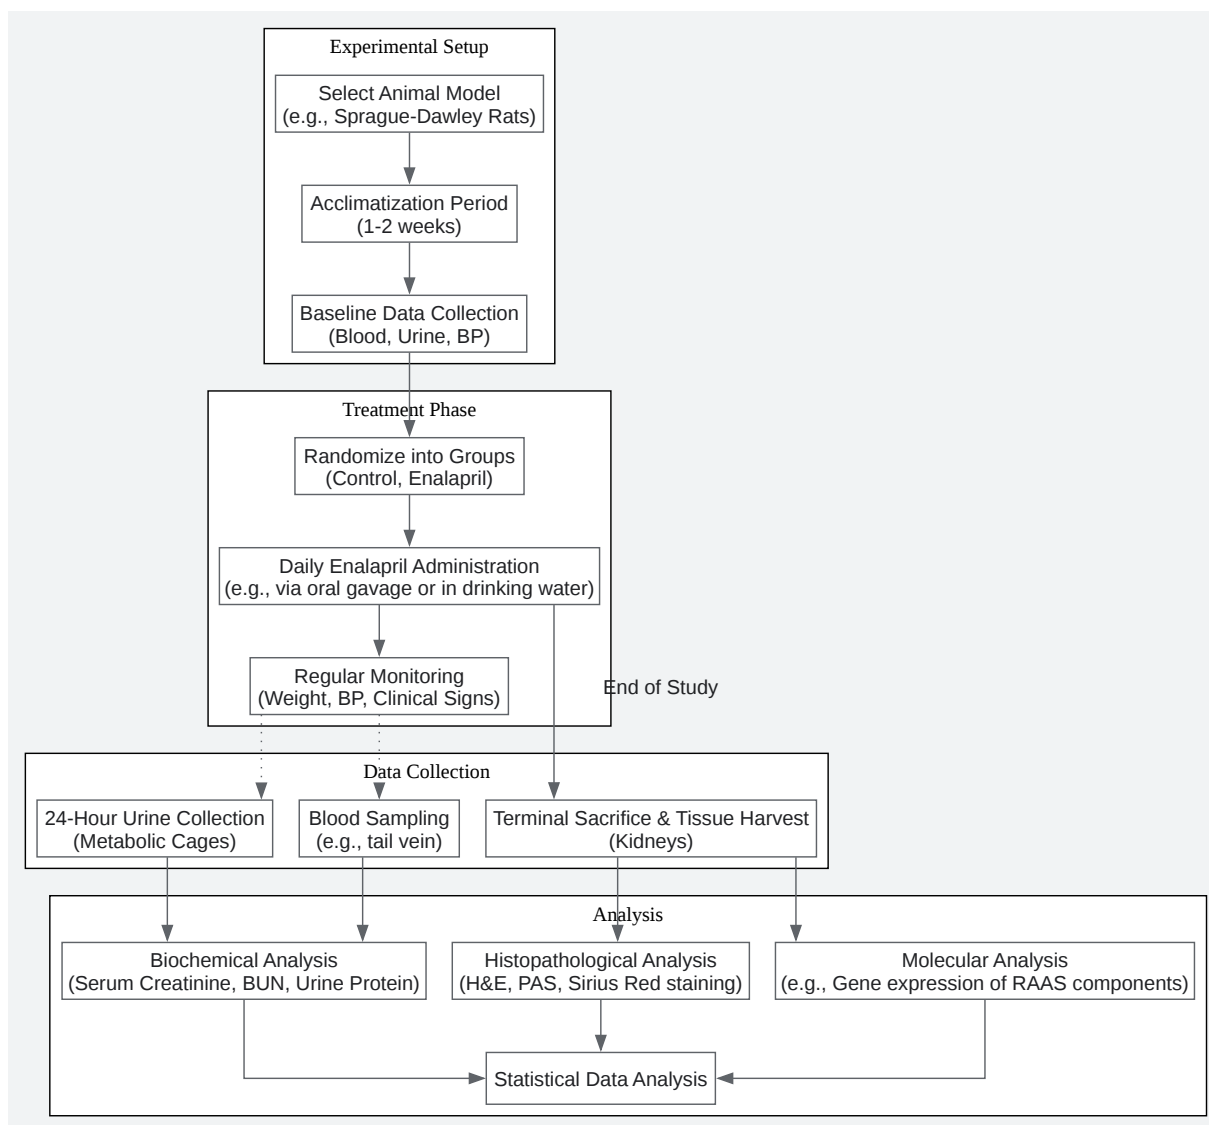 Experimental Setup
Select Animal Model
(e.g., Sprague-Dawley Rats)
Acclimatization Period
(1-2 weeks)
Baseline Data Collection
(Blood, Urine, BP)
Treatment Phase
Randomize into Groups
(Control, Enalapril)
Daily Enalapril Administration
(e.g., via oral gavage or in drinking water)
Regular Monitoring
(Weight, BP, Clinical Signs)
End of Study
Data Collection
24-Hour Urine Collection
(Metabolic Cages)
Blood Sampling
(e.g., tail vein)
Terminal Sacrifice & Tissue Harvest
(Kidneys)
Analysis
Biochemical Analysis
(Serum Creatinine, BUN, Urine Protein)
Histopathological Analysis
(H&E, PAS, Sirius Red staining)
Molecular Analysis
(e.g., Gene expression of RAAS components)
Statistical Data Analysis